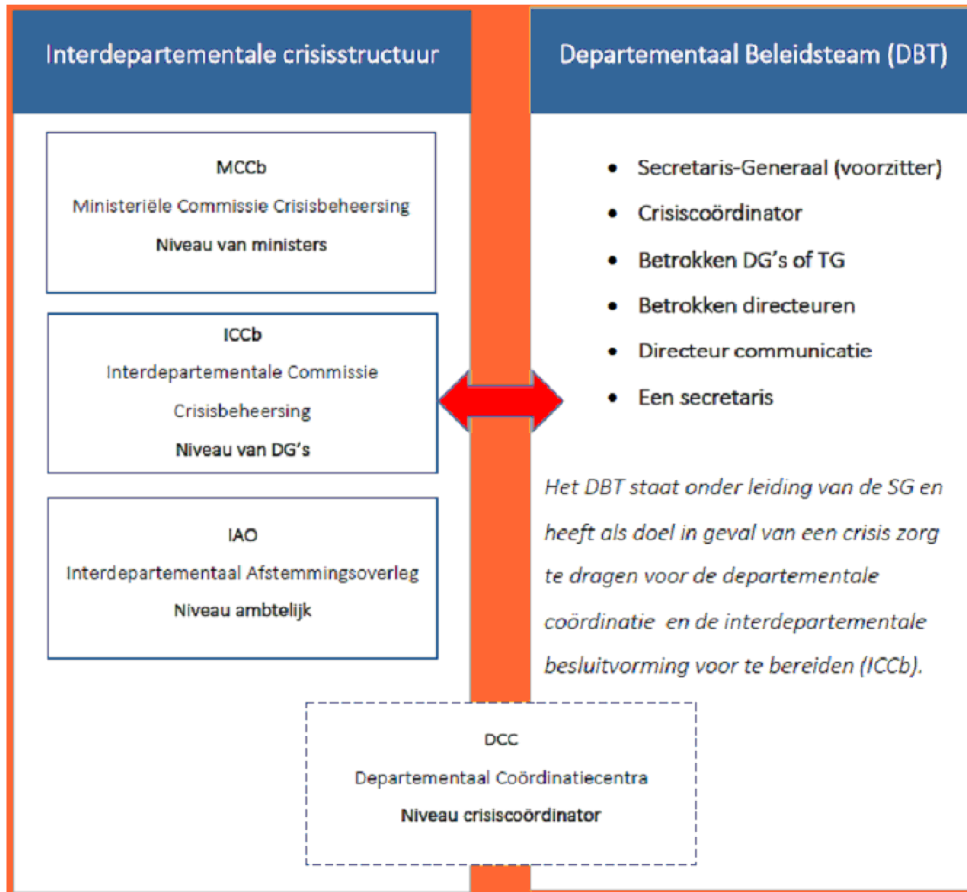 Interdepartementale crisisstructuur
MCCb
Ministeriële Commissie Crisisbeheersing
Niveau van ministers
ICCb
Interdepartementale Commissie
Crisisbeheersing
Niveau van DG's
IAO
Interdepartementaal Afstemmingsoverleg
Niveau ambtelijk
Departementaal Beleidsteam (DBT)
• Secretaris-Generaal (voorzitter)
• Crisiscoördinator
• Betrokken DG's of TG
• Betrokken directeuren
• Directeur communicatie
• Een secretaris
Het DBT staat onder leiding van de SG en
heeft als doel in geval van een crisis zorg
te dragen voor de departementale
coördinatie en de interdepartementale
besluitvorming voor te bereiden (ICCb).
DCC
Departementaal Coördinatiecentra
Niveau crisiscoördinator